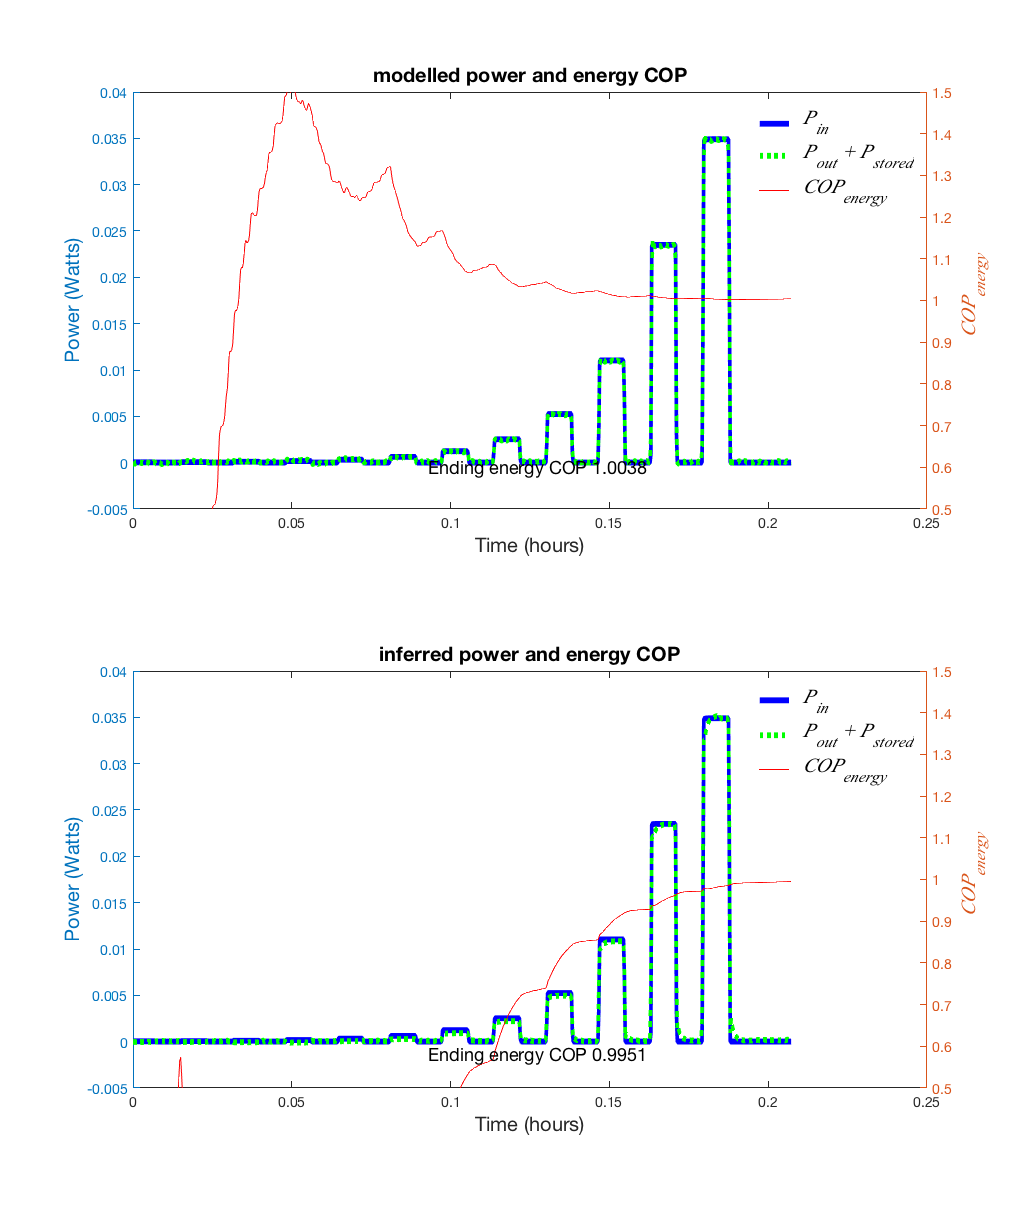 modelled power and energy COP
0.04
0.035
0.03
0.025
0.02
0.015
0.01
0.005
0
-0.005
Power (Watts)
1.5
1.4
1.3
1.2
1.1
1
0.9
0.8
0.7
0.6
0.5
COP_energy
P_in
P_out + P_stored
COP_energy
Ending energy COP 1.0038
0 0.05 0.1 0.15 0.2 0.25
Time (hours)
inferred power and energy COP
0.04
0.035
0.03
0.025
0.02
0.015
0.01
0.005
0
-0.005
Power (Watts)
1.5
1.4
1.3
1.2
1.1
1
0.9
0.8
0.7
0.6
0.5
COP_energy
P_in
P_out + P_stored
COP_energy
Ending energy COP 0.9951
0 0.05 0.1 0.15 0.2 0.25
Time (hours)